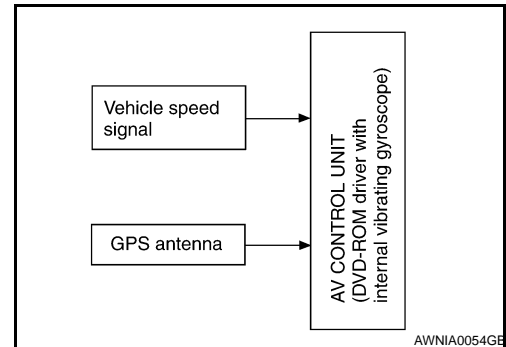 Vehicle speed
signal
GPS antenna
AV CONTROL UNIT
(DVD-ROM driver with
internal vibrating gyroscope)
AWNIA0054GB